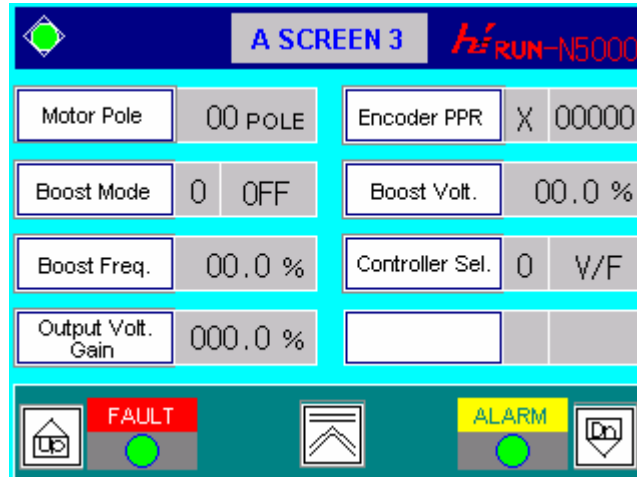 A SCREEN 3
hi RUN-N5000
Motor Pole 00 POLE Encoder PPR X 00000
Boost Mode 0 OFF Boost Volt. 00.0 %
Boost Freq. 00.0 % Controller Sel. 0 V/F
Output Volt.
Gain 000.0 %
UP FAULT ALARM Dn